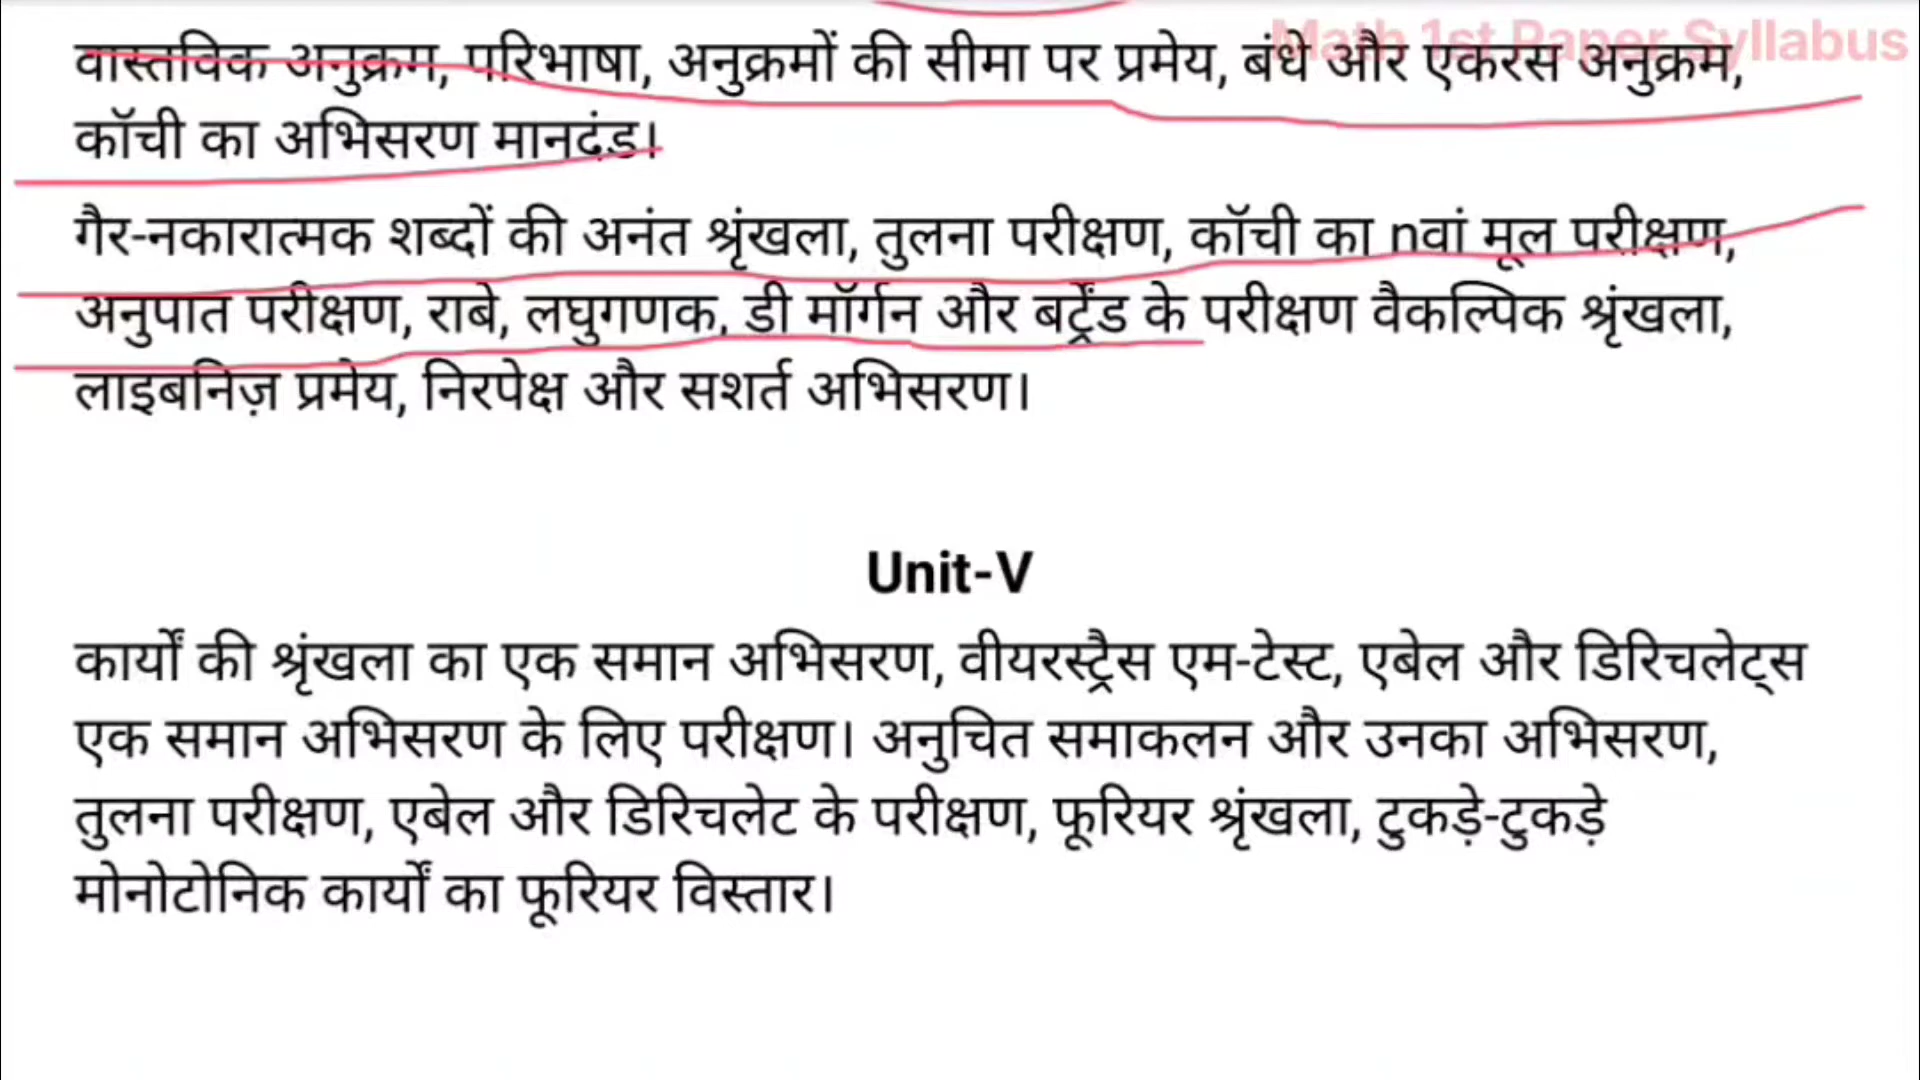 Math 1st Paper Syllabus
वास्तविक अनुक्रम, परिभाषा, अनुक्रमों की सीमा पर प्रमेय, बंधे और एकरस अनुक्रम,
कॉची का अभिसरण मानदंड।
गैर-नकारात्मक शब्दों की अनंत श्रृंखला, तुलना परीक्षण, कॉची का nवां मूल परीक्षण,
अनुपात परीक्षण, राबे, लघुगणक, डी मॉर्गन और बर्ट्रेंड के परीक्षण वैकल्पिक श्रृंखला,
लाइबनिज़ प्रमेय, निरपेक्ष और सशर्त अभिसरण।
Unit-V
कार्यों की श्रृंखला का एक समान अभिसरण, वीयरस्ट्रैस एम-टेस्ट, एबेल और डिरिचलेट्स
एक समान अभिसरण के लिए परीक्षण। अनुचित समाकलन और उनका अभिसरण,
तुलना परीक्षण, एबेल और डिरिचलेट के परीक्षण, फूरियर श्रृंखला, टुकड़े-टुकड़े
मोनोटोनिक कार्यों का फूरियर विस्तार।